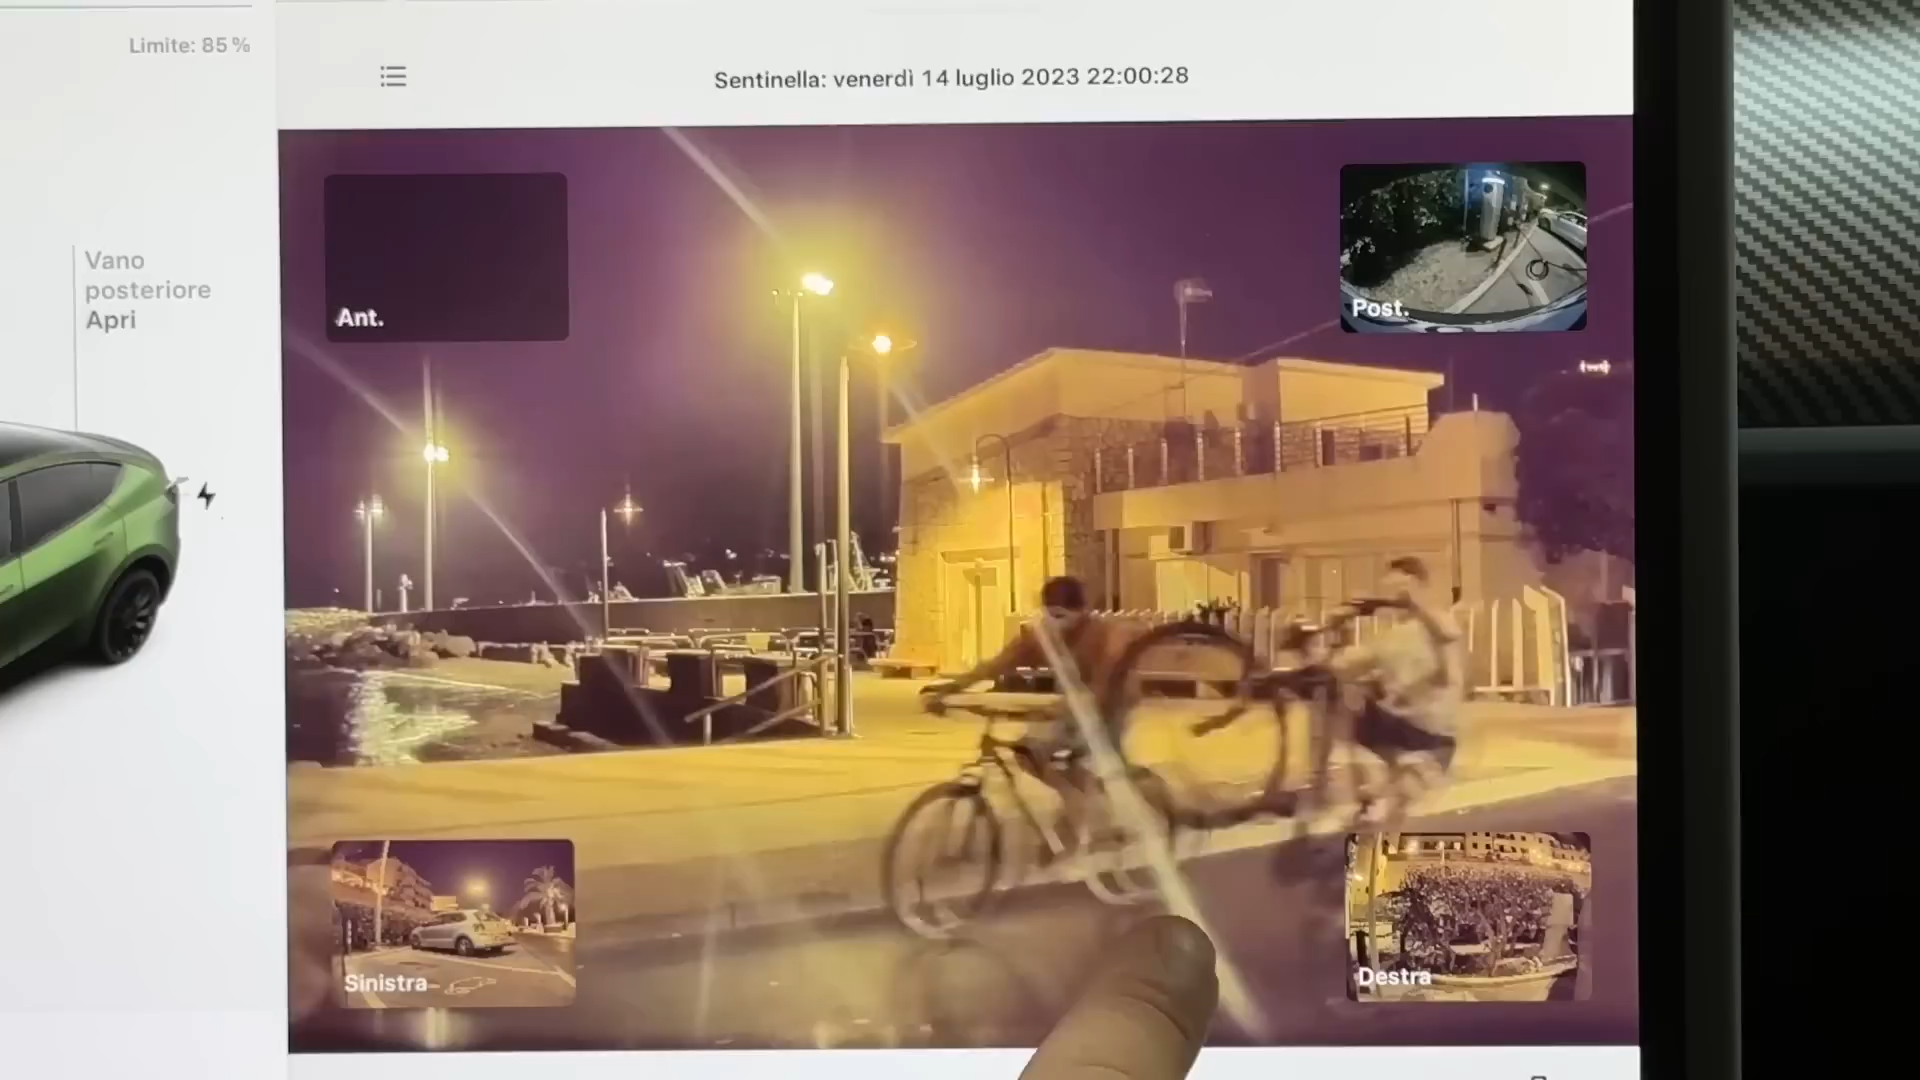 Limite: 85 %
Sentinella: venerdì 14 luglio 2023 22:00:28
Vano
posteriore
Apri
Ant.
Post.
Sinistra
Destra